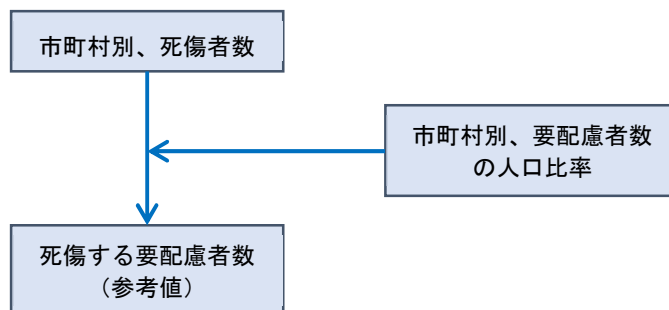 市町村別、死傷者数
市町村別、要配慮者数
の人口比率
死傷する要配慮者数
（参考値）